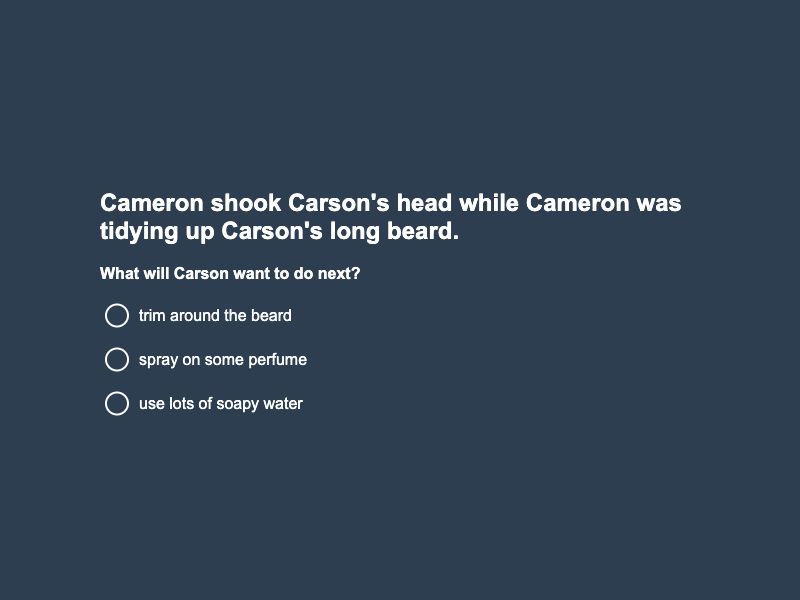 Cameron shook Carson's head while Cameron was
tidying up Carson's long beard.
What will Carson want to do next?
trim around the beard
spray on some perfume
use lots of soapy water